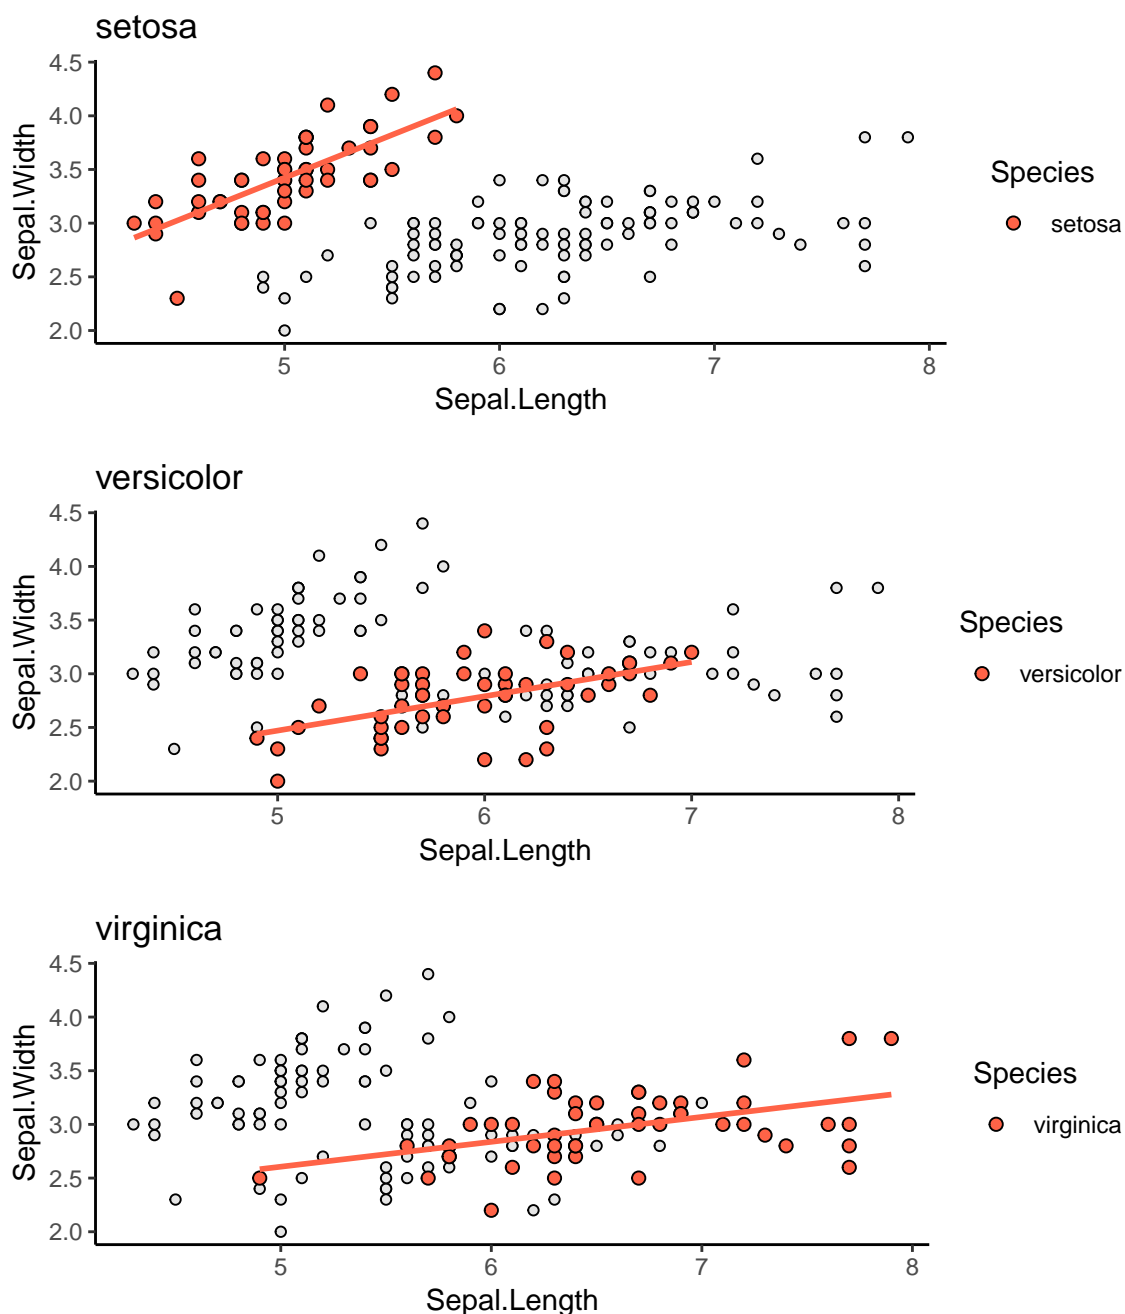 setosa
4.5
4.0
3.5
3.0
2.5
2.0
Sepal.Width
5 6 7 8
Sepal.Length
Species
setosa
versicolor
4.5
4.0
3.5
3.0
2.5
2.0
Sepal.Width
5 6 7 8
Sepal.Length
Species
versicolor
virginica
4.5
4.0
3.5
3.0
2.5
2.0
Sepal.Width
5 6 7 8
Sepal.Length
Species
virginica